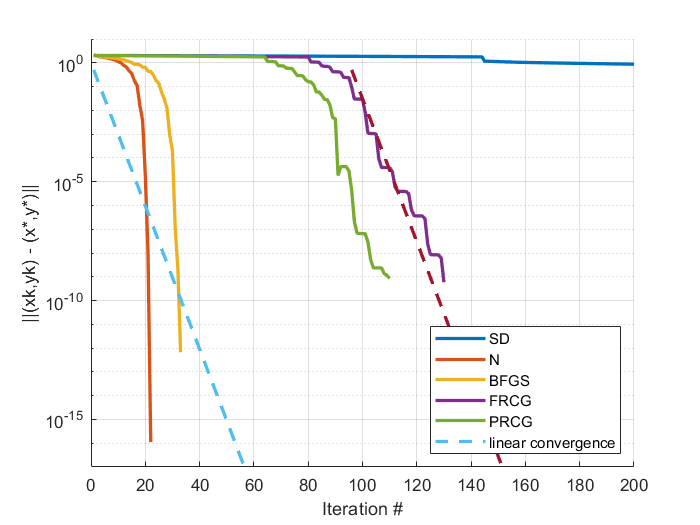 10^0
10^-5
10^-10
10^-15
||(xk,yk) - (x*,y*)||
SD
N
BFGS
FRCG
PRCG
linear convergence
0 20 40 60 80 100 120 140 160 180 200
Iteration #